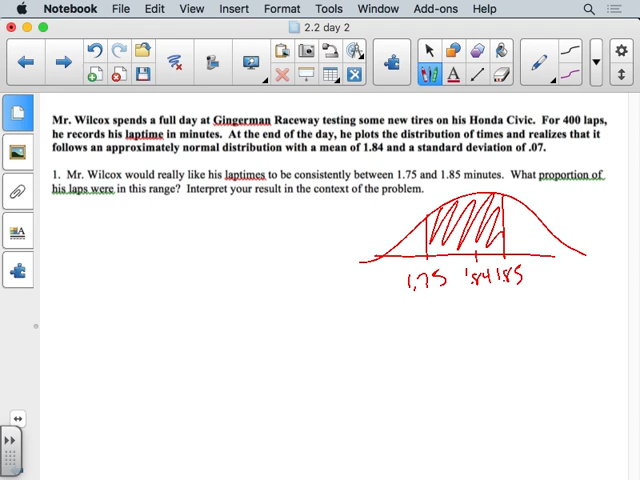 Notebook File Edit View Insert Format Tools Window Addons Help
2.2 day 2
Mr. Wilcox spends a full day at Gingerman Raceway testing some new tires on his Honda Civic. For 400 laps,
he records his laptime in minutes. At the end of the day, he plots the distribution of times and realizes that it
follows an approximately normal distribution with a mean of 1.84 and a standard deviation of .07.
1. Mr. Wilcox would really like his laptimes to be consistently between 1.75 and 1.85 minutes. What proportion of
his laps were in this range? Interpret your result in the context of the problem.
1.75 1.84 1.85